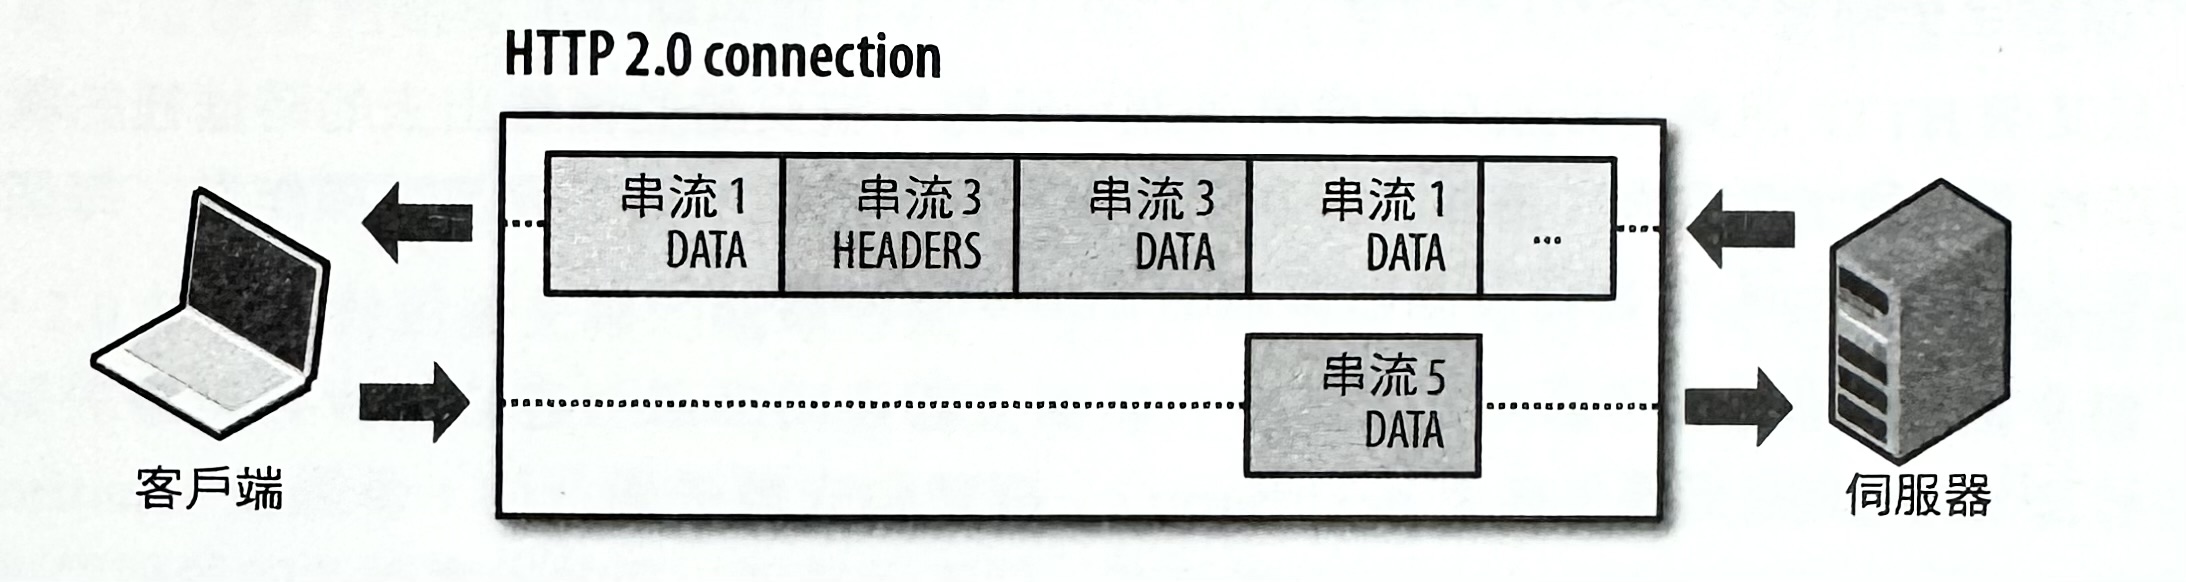 HTTP 2.0 connection
串流 1
DATA
串流 3
HEADERS
串流 3
DATA
串流 1
DATA
...
串流 5
DATA
客戶端
伺服器